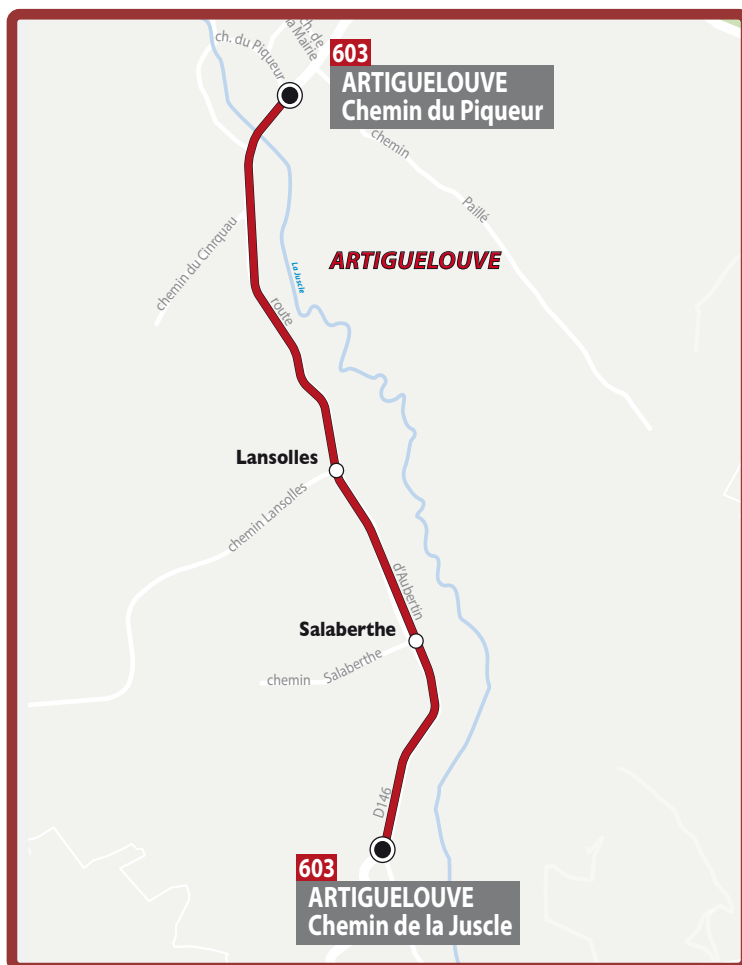 ch. du Piqueur
ch. de
la Mairie
603
ARTIGUELOUVE
Chemin du Piqueur
chemin
Paillé
chemin du Cinrquau
La Juscle
ARTIGUELOUVE
route
Lansolles
chemin Lansolles
d'Aubertin
Salaberthe
chemin Salaberthe
D146
603
ARTIGUELOUVE
Chemin de la Juscle